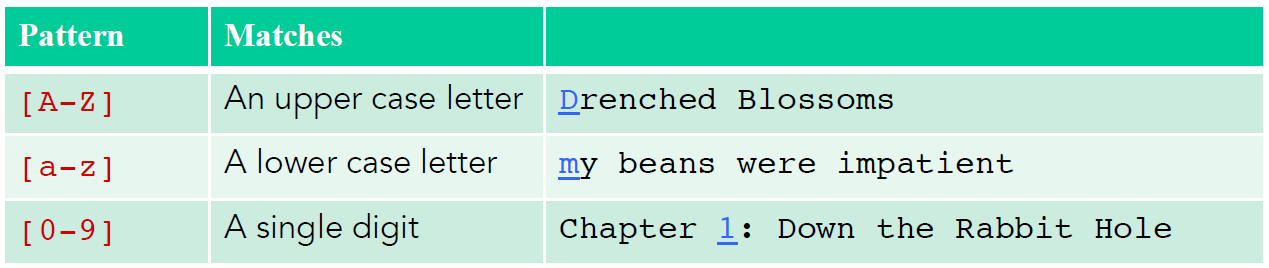 Pattern Matches
[A-Z] An upper case letter Drenched Blossoms
[a-z] A lower case letter my beans were impatient
[0-9] A single digit Chapter 1: Down the Rabbit Hole